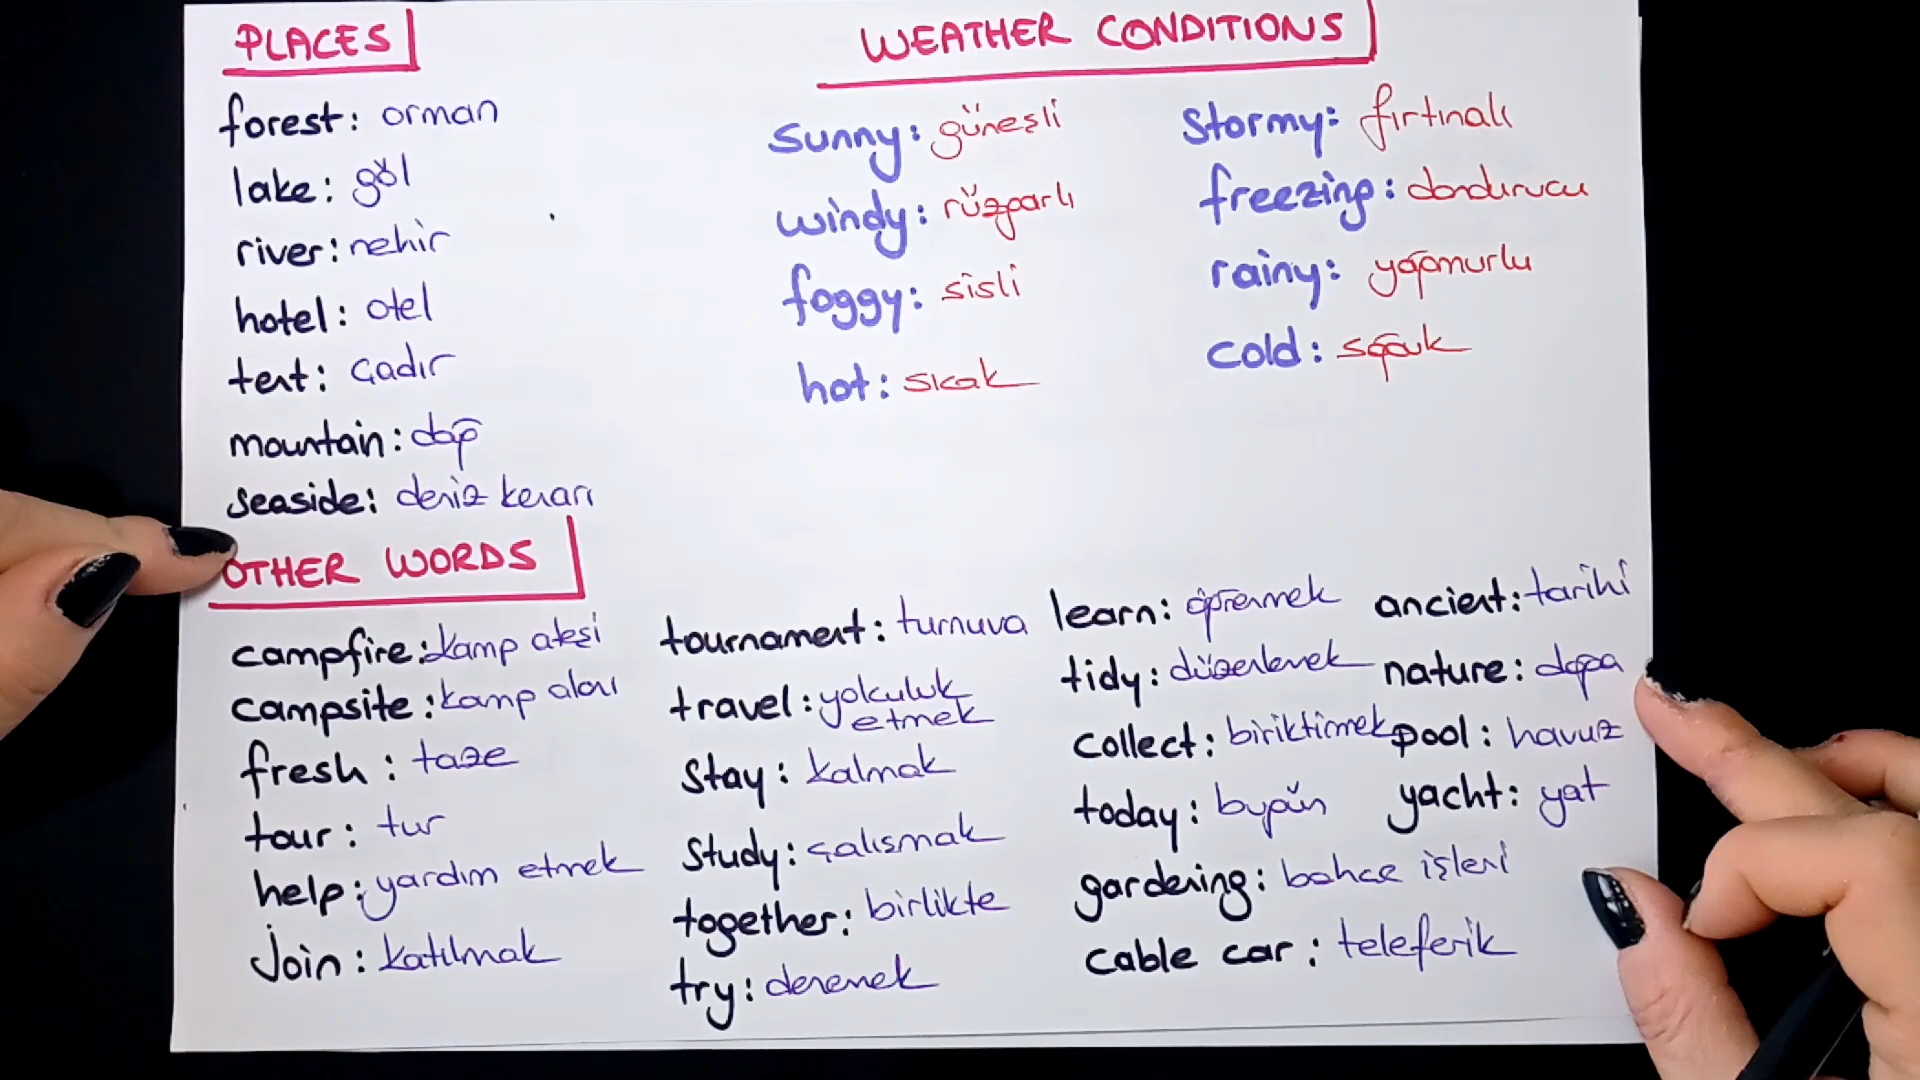 PLACES
forest: orman
lake: göl
river: nehir
hotel: otel
tent: çadır
mountain: dağ
seaside: deniz kenarı
WEATHER CONDITIONS
sunny: güneşli
windy: rüzgarlı
foggy: sisli
hot: sıcak
stormy: fırtınalı
freezing: dondurucu
rainy: yağmurlu
cold: soğuk
OTHER WORDS
campfire: kamp ateşi
campsite: kamp alanı
fresh: taze
tour: tur
help: yardım etmek
join: katılmak
tournament: turnuva
travel: yolculuk
etmek
stay: kalmak
study: çalışmak
together: birlikte
try: denemek
learn: öğrenmek
tidy: düzenlemek
collect: biriktirmek
today: bugün
gardening: bahçe işleri
cable car: teleferik
ancient: tarihi
nature: doğa
pool: havuz
yacht: yat